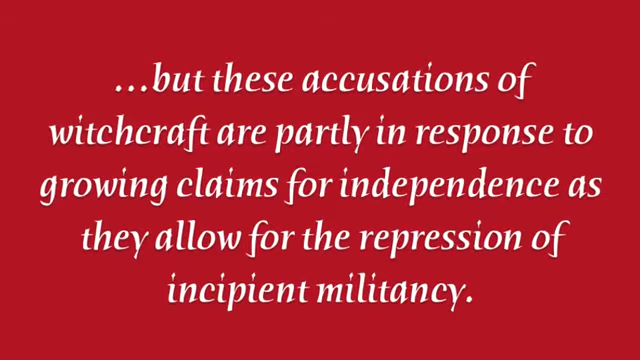 ...but these accusations of
witchcraft are partly in response to
growing claims for independence as
they allow for the repression of
incipient militancy.